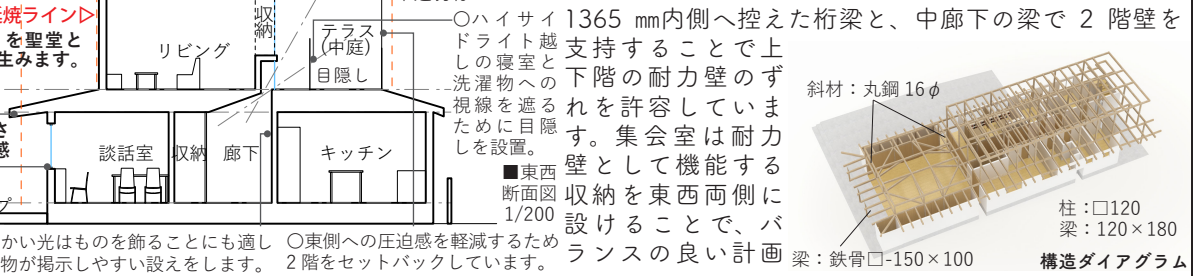 焼ライン▷
を聖堂と
生みます。
収納
リビング
テラス
(中庭)
目隠し
さ
感
談話室
収納
廊下
キッチン
プ
〇ハイサイ
ドライト越
しの寝室と
洗濯物への
視線を遮る
ために目隠
しを設置。
■東西
断面図
1/200
かい光はものを飾ることにも適し
物が掲示しやすい設えをします。
〇東側への圧迫感を軽減するため
2 階をセットバックしています。
1365 ㎜内側へ控えた桁梁と、中廊下の梁で 2 階壁を
支持することで上
下階の耐力壁のず
れを許容していま
す。集会室は耐力
壁として機能する
収納を東西両側に
設けることで、バ
ランスの良い計画
斜材：丸鋼 16φ
柱：□120
梁：120×180
梁：鉄骨□-150×100
構造ダイアグラム